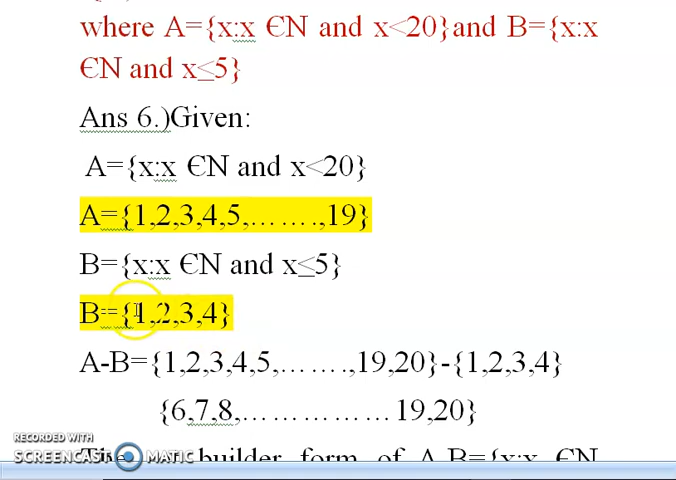 where A={x:x ЄN and x<20}and B={x:x
ЄN and x≤5}
Ans 6.)Given:
A={x:x ЄN and x<20}
A={1,2,3,4,5,…….,19}
B={x:x ЄN and x≤5}
B={1,2,3,4}
A-B={1,2,3,4,5,…….,19,20}-{1,2,3,4}
{6,7,8,……………19,20}
builder form of A-B={x:x ЄN
RECORDED WITH
SCREENCAST MATIC